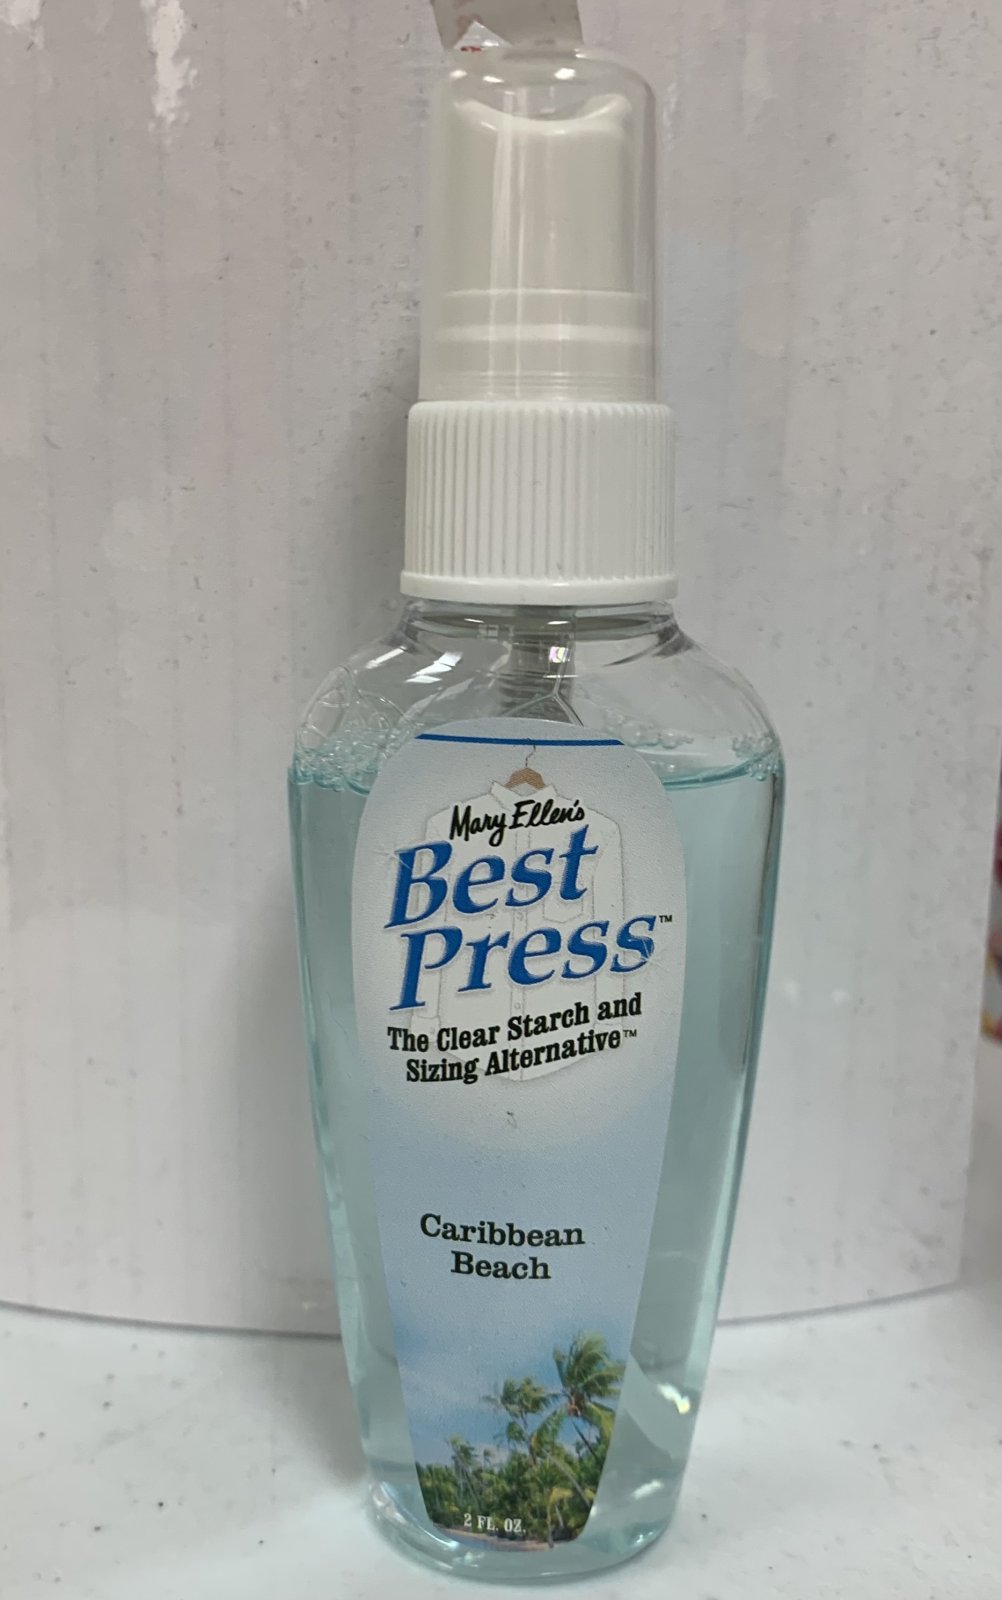 Mary Ellen's
Best
Press™
The Clear Starch and
Sizing Alternative™
Caribbean
Beach
2 FL. OZ.